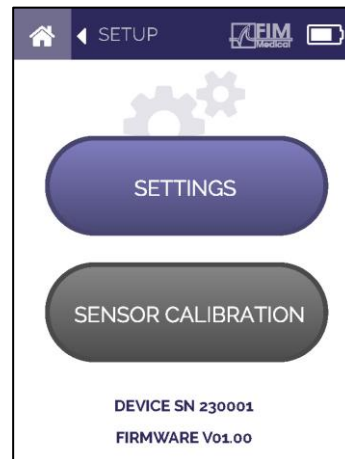 SETUP
FIM
Medical
SETTINGS
SENSOR CALIBRATION
DEVICE SN 230001
FIRMWARE V01.00